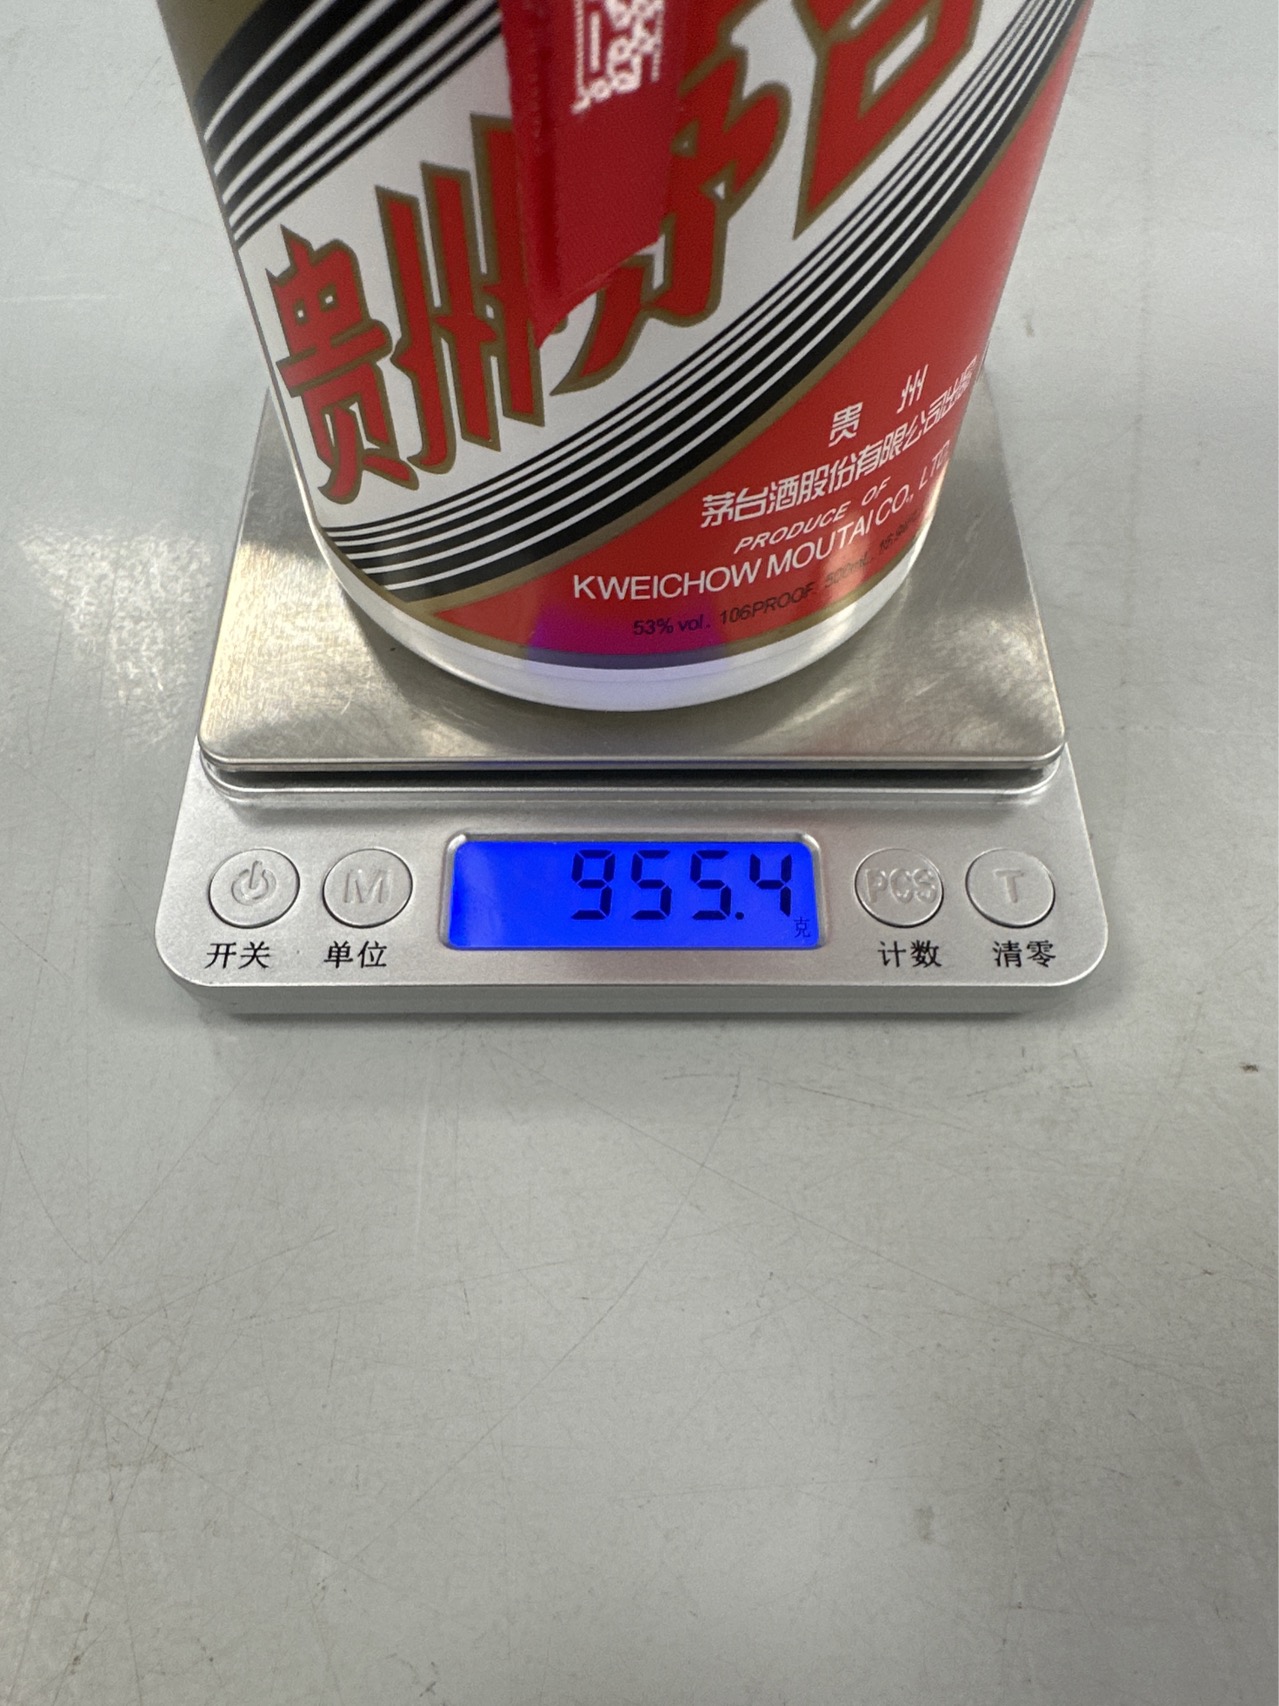 贵州茅台
贵 州
茅台酒股份有限公司出品
PRODUCE OF
KWEICHOW MOUTAI CO., LTD.
53% vol. 106PROOF. 500mL.
955.4
克
M
PCS
T
开关
单位
计数
清零